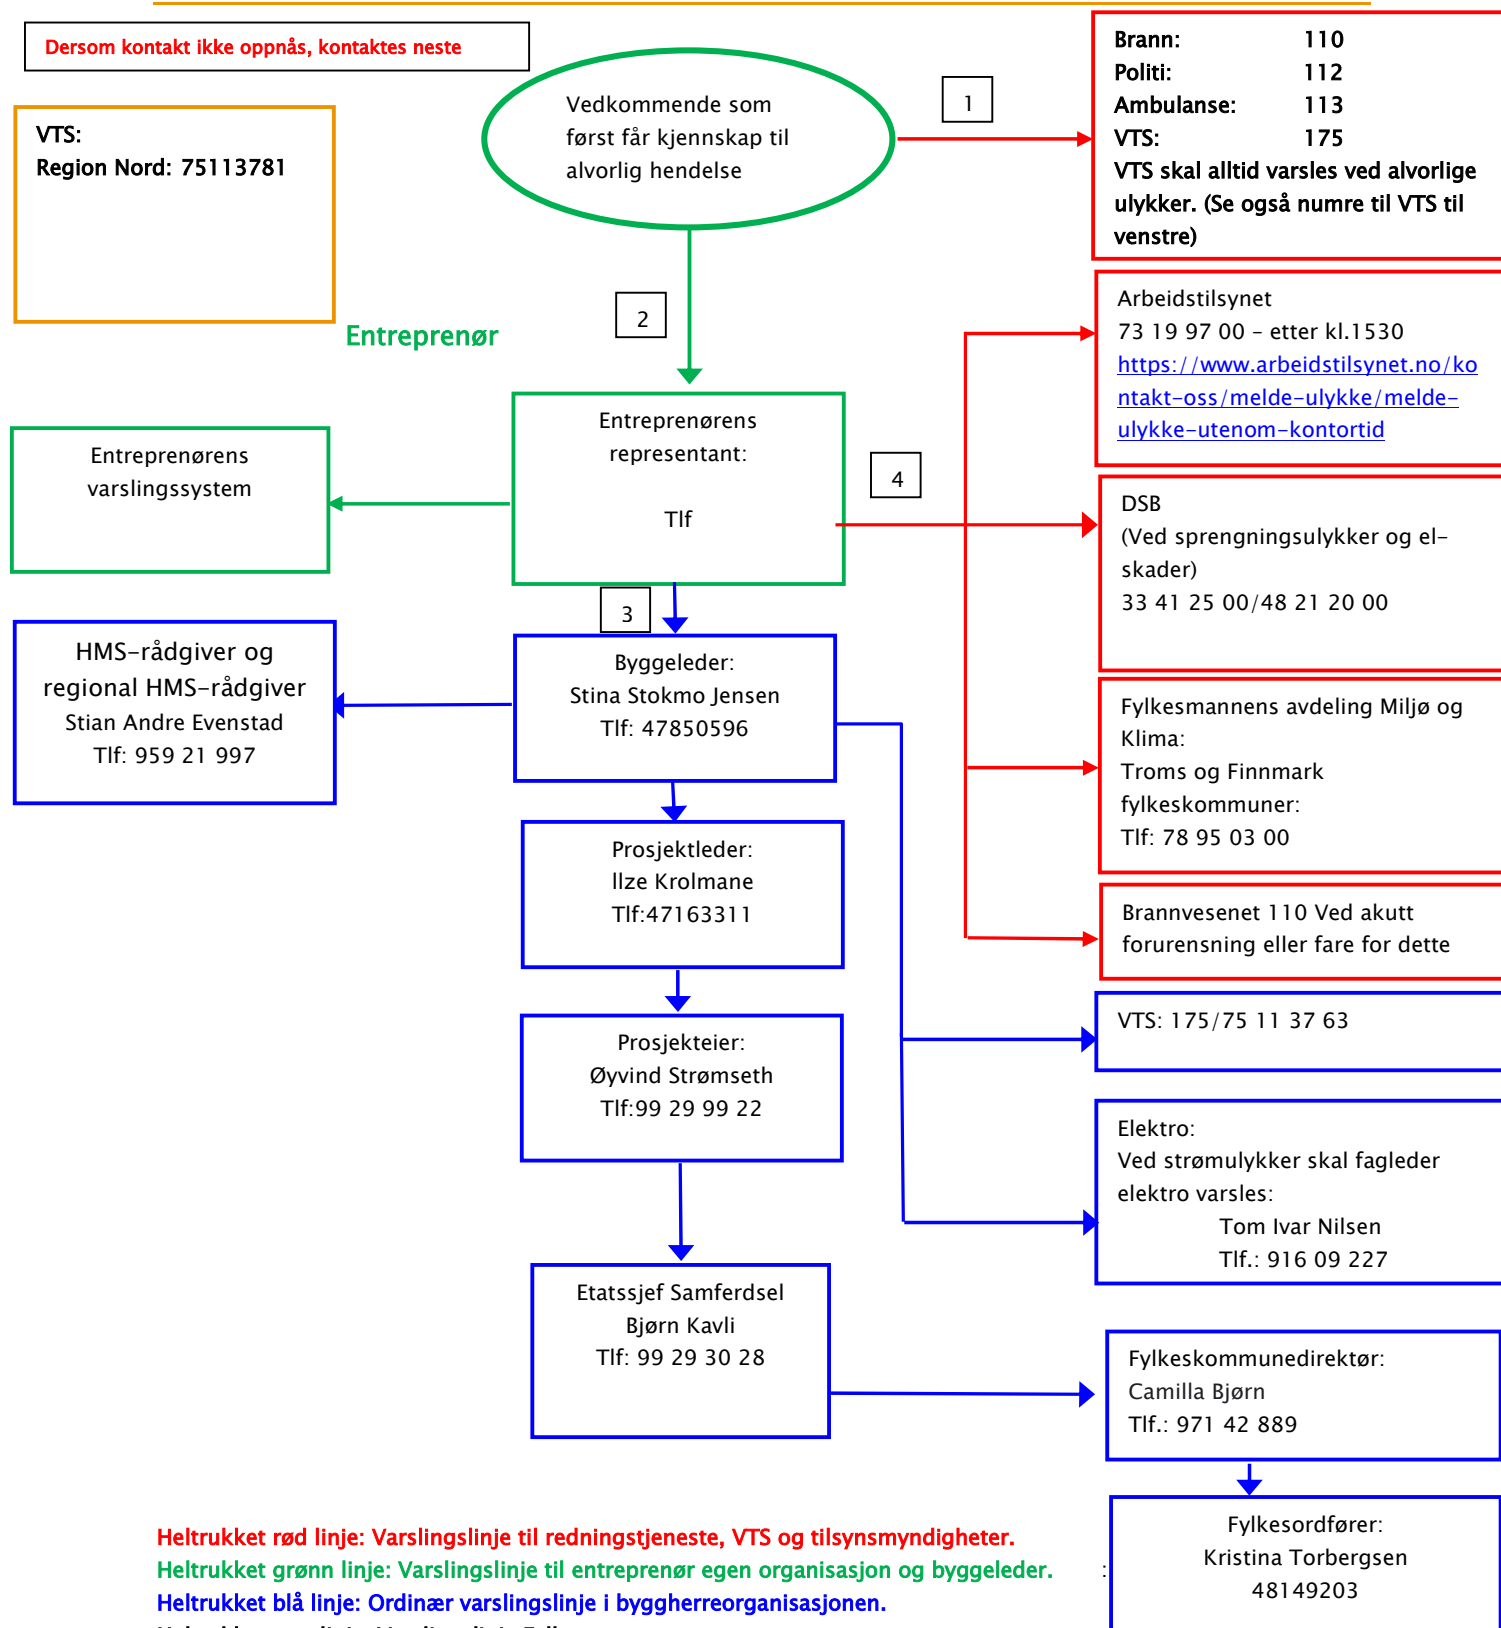 Dersom kontakt ikke oppnås, kontaktes neste
Vedkommende som
først får kjennskap til
alvorlig hendelse
1
Brann: 110
Politi: 112
Ambulanse: 113
VTS: 175
VTS skal alltid varsles ved alvorlige
ulykker. (Se også numre til VTS til
venstre)
VTS:
Region Nord: 75113781
2
Entreprenør
Arbeidstilsynet
73 19 97 00 – etter kl.1530
https://www.arbeidstilsynet.no/ko
ntakt-oss/melde-ulykke/melde-
ulykke-utenom-kontortid
Entreprenørens
representant:
Tlf
4
Entreprenørens
varslingssystem
DSB
(Ved sprengningsulykker og el-
skader)
33 41 25 00/48 21 20 00
3
HMS-rådgiver og
regional HMS-rådgiver
Stian Andre Evenstad
Tlf: 959 21 997
Byggeleder:
Stina Stokmo Jensen
Tlf: 47850596
Fylkesmannens avdeling Miljø og
Klima:
Troms og Finnmark
fylkeskommuner:
Tlf: 78 95 03 00
Prosjektleder:
llze Krolmane
Tlf:47163311
Brannvesenet 110 Ved akutt
forurensning eller fare for dette
Prosjekteier:
Øyvind Strømseth
Tlf:99 29 99 22
VTS: 175/75 11 37 63
Elektro:
Ved strømulykker skal fagleder
elektro varsles:
Tom Ivar Nilsen
Tlf.: 916 09 227
Etatssjef Samferdsel
Bjørn Kavli
Tlf: 99 29 30 28
Fylkeskommunedirektør:
Camilla Bjørn
Tlf.: 971 42 889
Fylkesordfører:
Kristina Torbergsen
48149203
Heltrukket rød linje: Varslingslinje til redningstjeneste, VTS og tilsynsmyndigheter.
Heltrukket grønn linje: Varslingslinje til entreprenør egen organisasjon og byggeleder. :
Heltrukket blå linje: Ordinær varslingslinje i byggherreorganisasjonen.